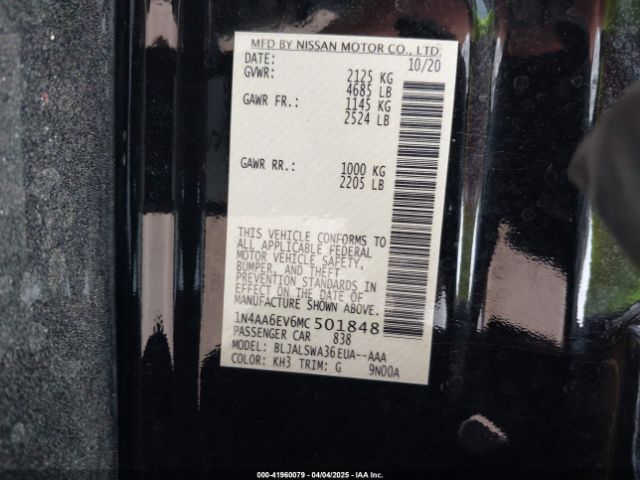 MFD BY NISSAN MOTOR CO., LTD.
DATE: 10/20
GVWR: 2125 KG
4685 LB
GAWR FR.: 1145 KG
2524 LB
GAWR RR.: 1000 KG
2205 LB
THIS VEHICLE CONFORMS TO
ALL APPLICABLE FEDERAL
MOTOR VEHICLE SAFETY,
BUMPER, AND THEFT
PREVENTION STANDARDS IN
EFFECT ON THE DATE OF
MANUFACTURE SHOWN ABOVE.
1N4AA6EV6MC501848
PASSENGER CAR 838
MODEL: BLJALSWA36EUA--AAA
COLOR: KH3 TRIM: G 9N00A
000-41960079 - 04/04/2025 - IAA Inc.